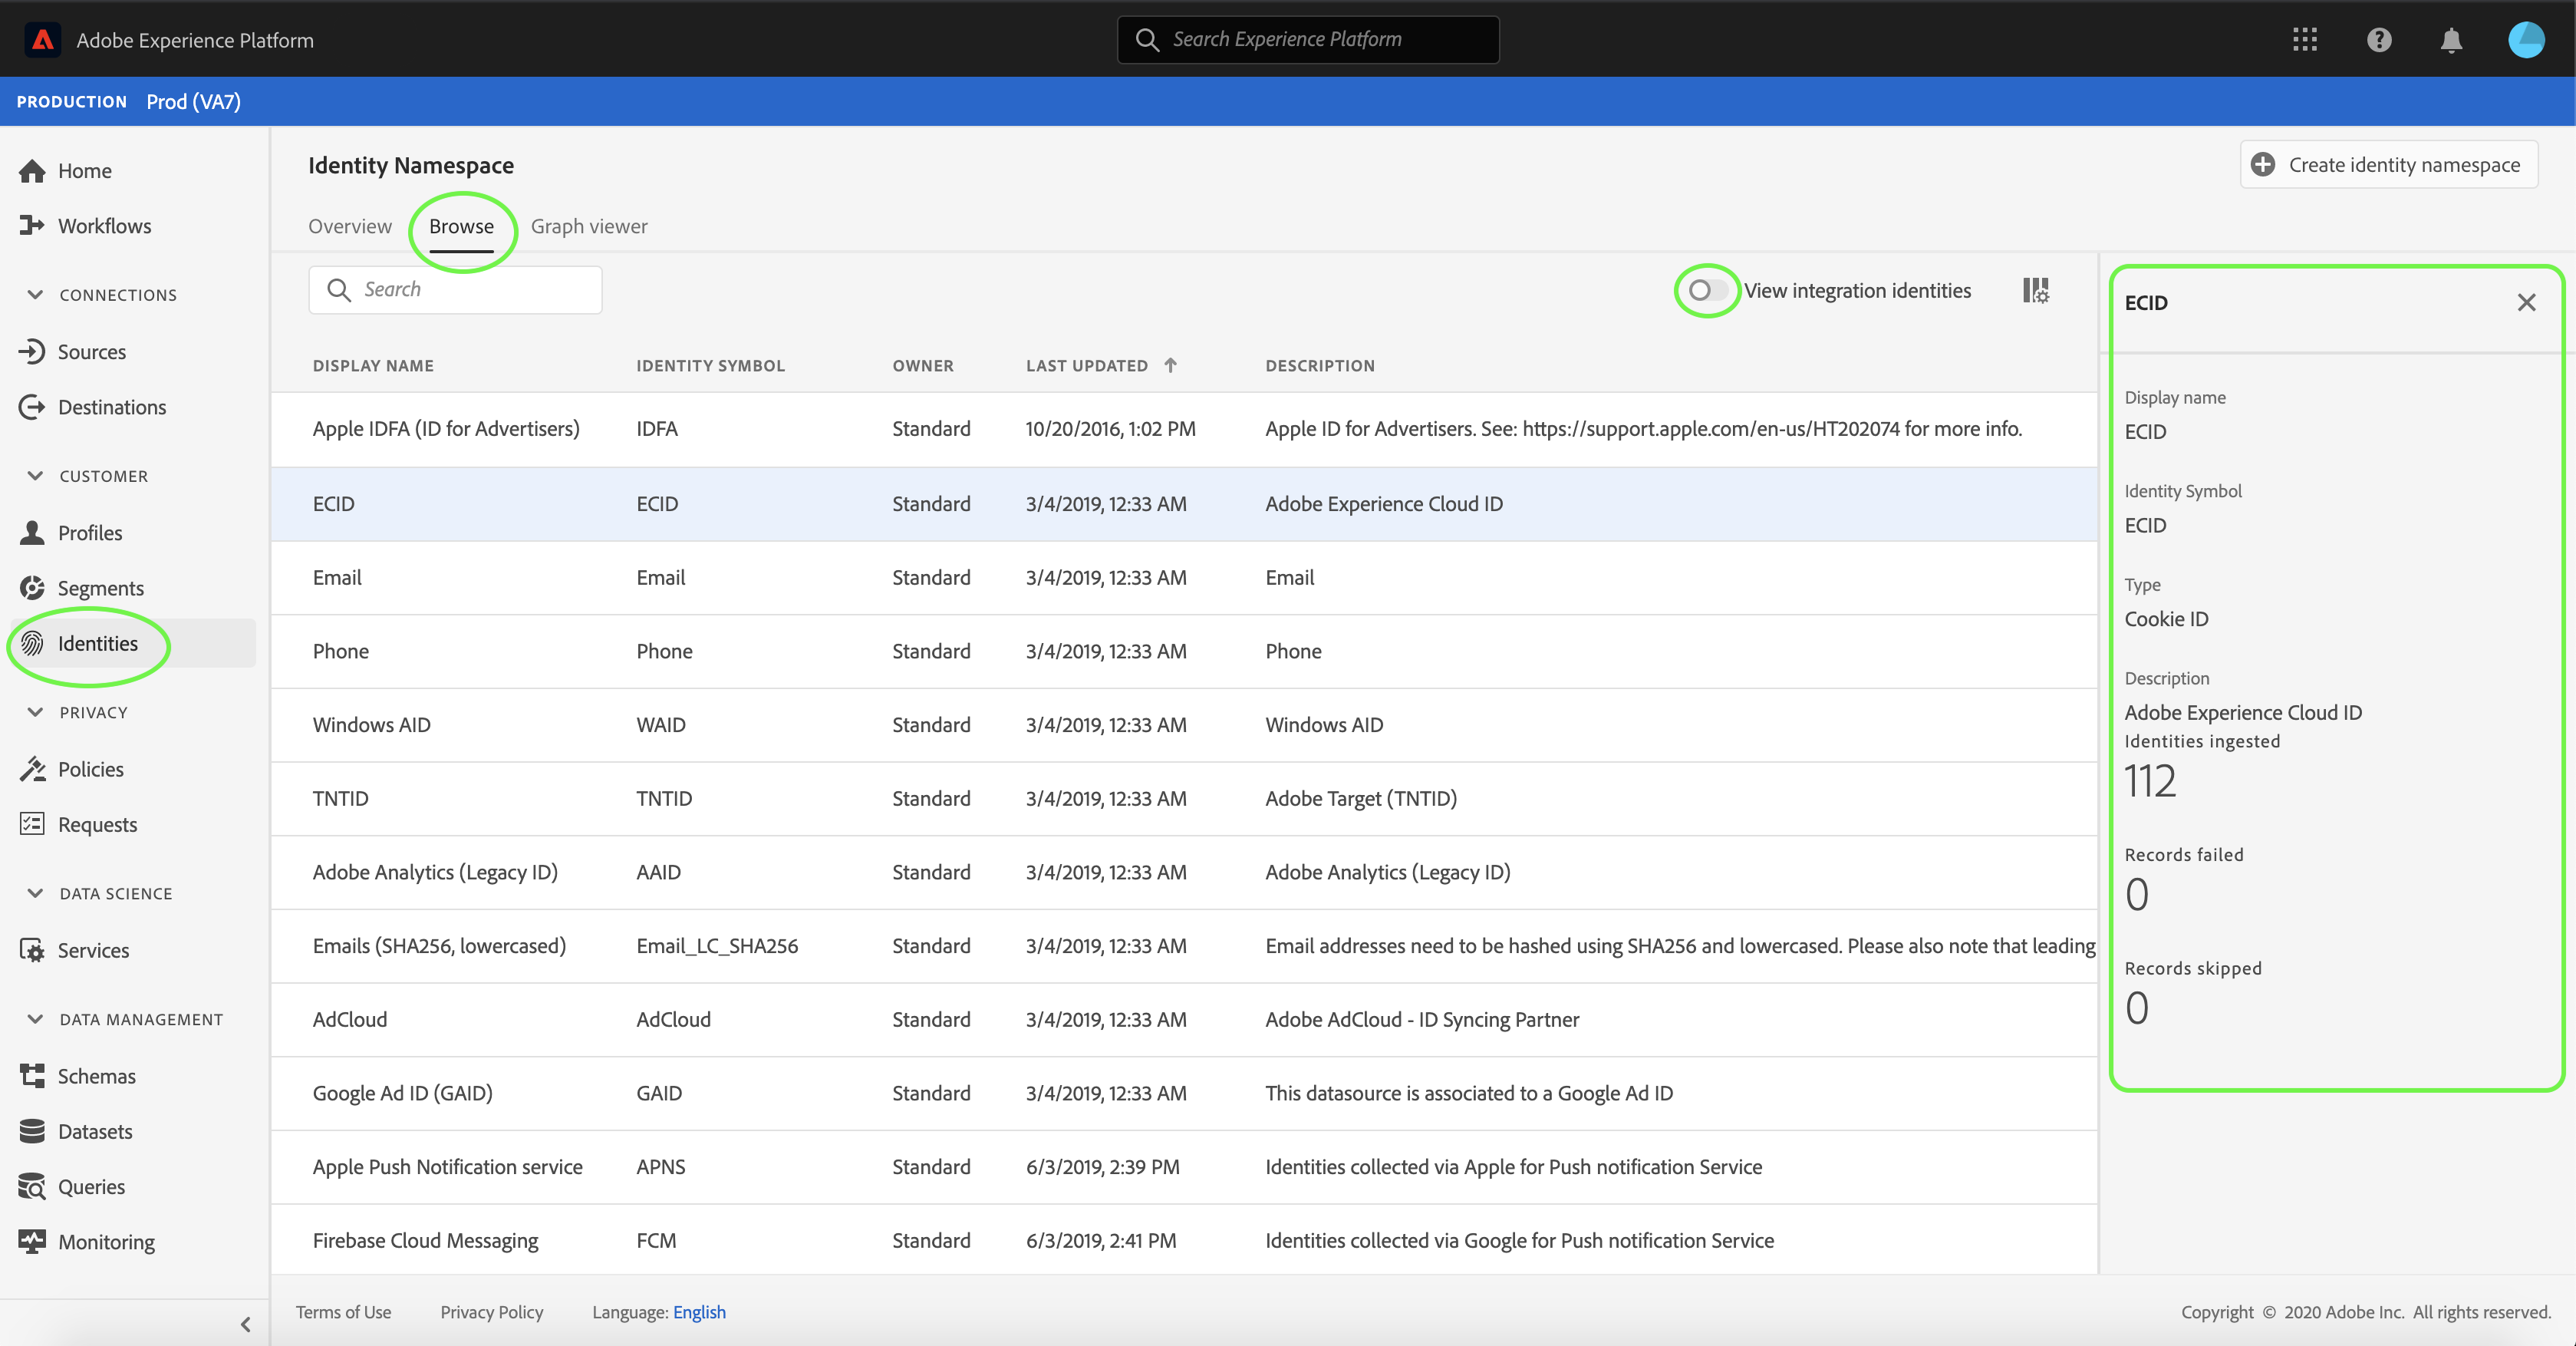 Adobe Experience Platform
Search Experience Platform
PRODUCTION Prod (VA7)
Home
Workflows
CONNECTIONS
Sources
Destinations
CUSTOMER
Profiles
Segments
Identities
PRIVACY
Policies
Requests
DATA SCIENCE
Services
DATA MANAGEMENT
Schemas
Datasets
Queries
Monitoring
Identity Namespace
Create identity namespace
Overview Browse Graph viewer
Search
View integration identities
DISPLAY NAME IDENTITY SYMBOL OWNER LAST UPDATED DESCRIPTION
Apple IDFA (ID for Advertisers) IDFA Standard 10/20/2016, 1:02 PM Apple ID for Advertisers. See: https://support.apple.com/en-us/HT202074 for more info.
ECID ECID Standard 3/4/2019, 12:33 AM Adobe Experience Cloud ID
Email Email Standard 3/4/2019, 12:33 AM Email
Phone Phone Standard 3/4/2019, 12:33 AM Phone
Windows AID WAID Standard 3/4/2019, 12:33 AM Windows AID
TNTID TNTID Standard 3/4/2019, 12:33 AM Adobe Target (TNTID)
Adobe Analytics (Legacy ID) AAID Standard 3/4/2019, 12:33 AM Adobe Analytics (Legacy ID)
Emails (SHA256, lowercased) Email_LC_SHA256 Standard 3/4/2019, 12:33 AM Email addresses need to be hashed using SHA256 and lowercased. Please also note that leading
AdCloud AdCloud Standard 3/4/2019, 12:33 AM Adobe AdCloud - ID Syncing Partner
Google Ad ID (GAID) GAID Standard 3/4/2019, 12:33 AM This datasource is associated to a Google Ad ID
Apple Push Notification service APNS Standard 6/3/2019, 2:39 PM Identities collected via Apple for Push notification Service
Firebase Cloud Messaging FCM Standard 6/3/2019, 2:41 PM Identities collected via Google for Push notification Service
ECID
Display name
ECID
Identity Symbol
ECID
Type
Cookie ID
Description
Adobe Experience Cloud ID
Identities ingested
112
Records failed
0
Records skipped
0
Terms of Use Privacy Policy Language: English
Copyright © 2020 Adobe Inc. All rights reserved.